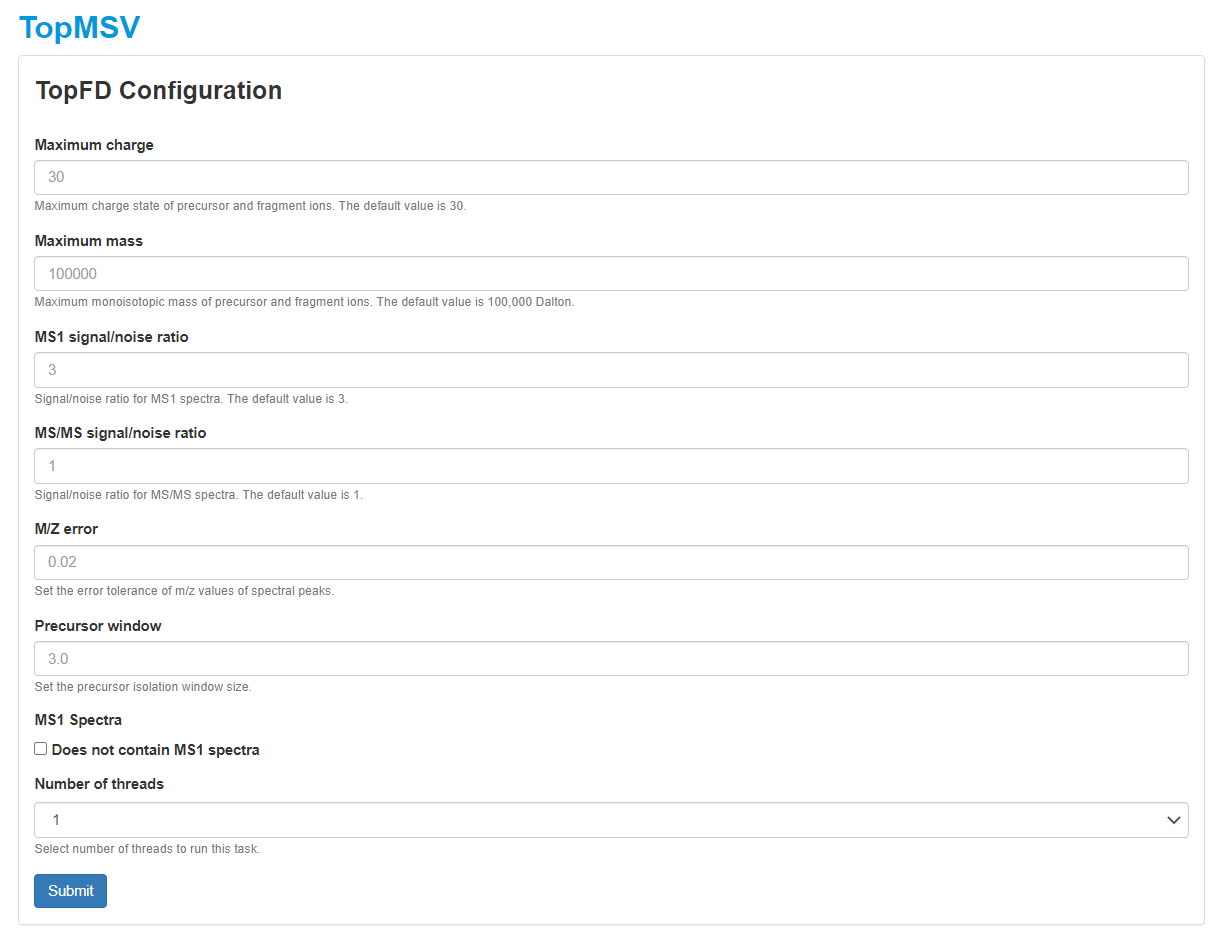 TopMSV
TopFD Configuration
Maximum charge
30
Maximum charge state of precursor and fragment ions. The default value is 30.
Maximum mass
100000
Maximum monoisotopic mass of precursor and fragment ions. The default value is 100,000 Dalton.
MS1 signal/noise ratio
3
Signal/noise ratio for MS1 spectra. The default value is 3.
MS/MS signal/noise ratio
1
Signal/noise ratio for MS/MS spectra. The default value is 1.
M/Z error
0.02
Set the error tolerance of m/z values of spectral peaks.
Precursor window
3.0
Set the precursor isolation window size.
MS1 Spectra
Does not contain MS1 spectra
Number of threads
1
Select number of threads to run this task.
Submit